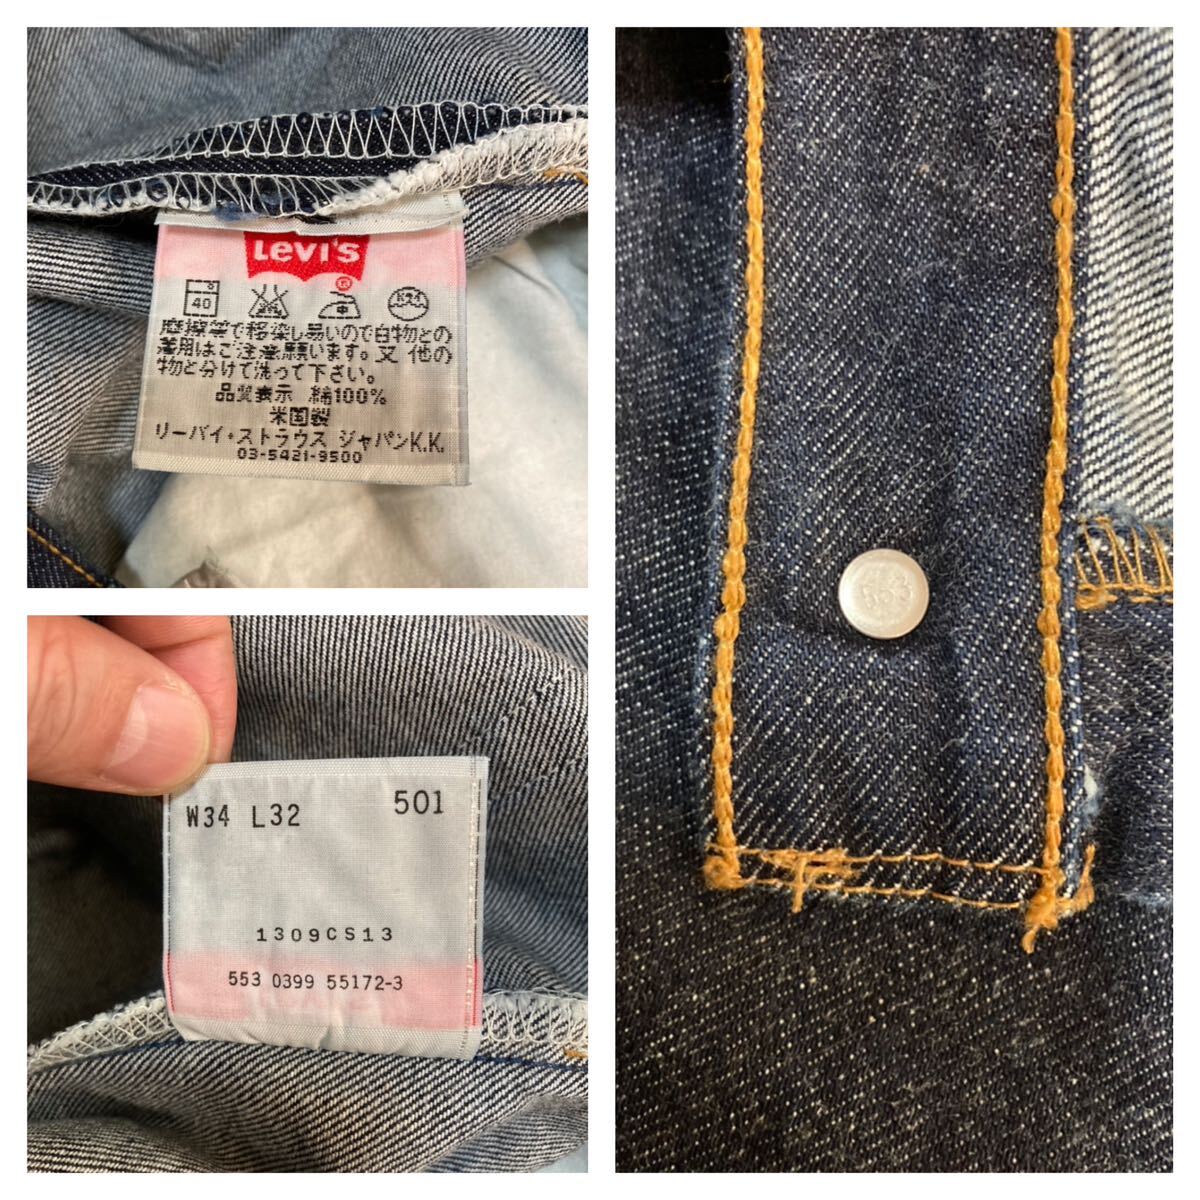 Levi's
R
40
K24
摩擦等で移染し易いので白物との
着用はご注意願います。又 他の
物と分けて洗って下さい。
品質表示 綿100%
米国製
リーバイ・ストラウス ジャパンK.K.
03-5421-9500
W34 L32 501
1309CS13
553 0399 55172-3
553